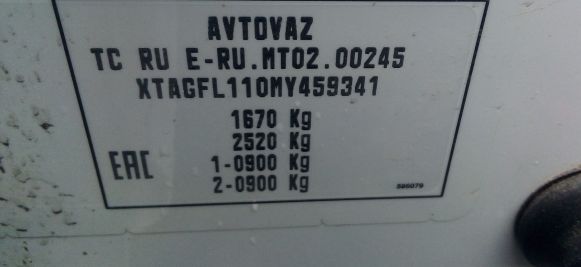 AVTOVAZ
TC RU E-RU.MT02.00245
XTAGFL110MY459341
1670 Kg
2520 Kg
EAC
1-0900 Kg
2-0900 Kg